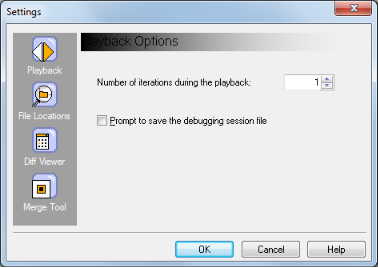 Settings
Playback Options
Playback
File Locations
Diff Viewer
Merge Tool
Number of iterations during the playback:
1
Prompt to save the debugging session file
OK
Cancel
Help